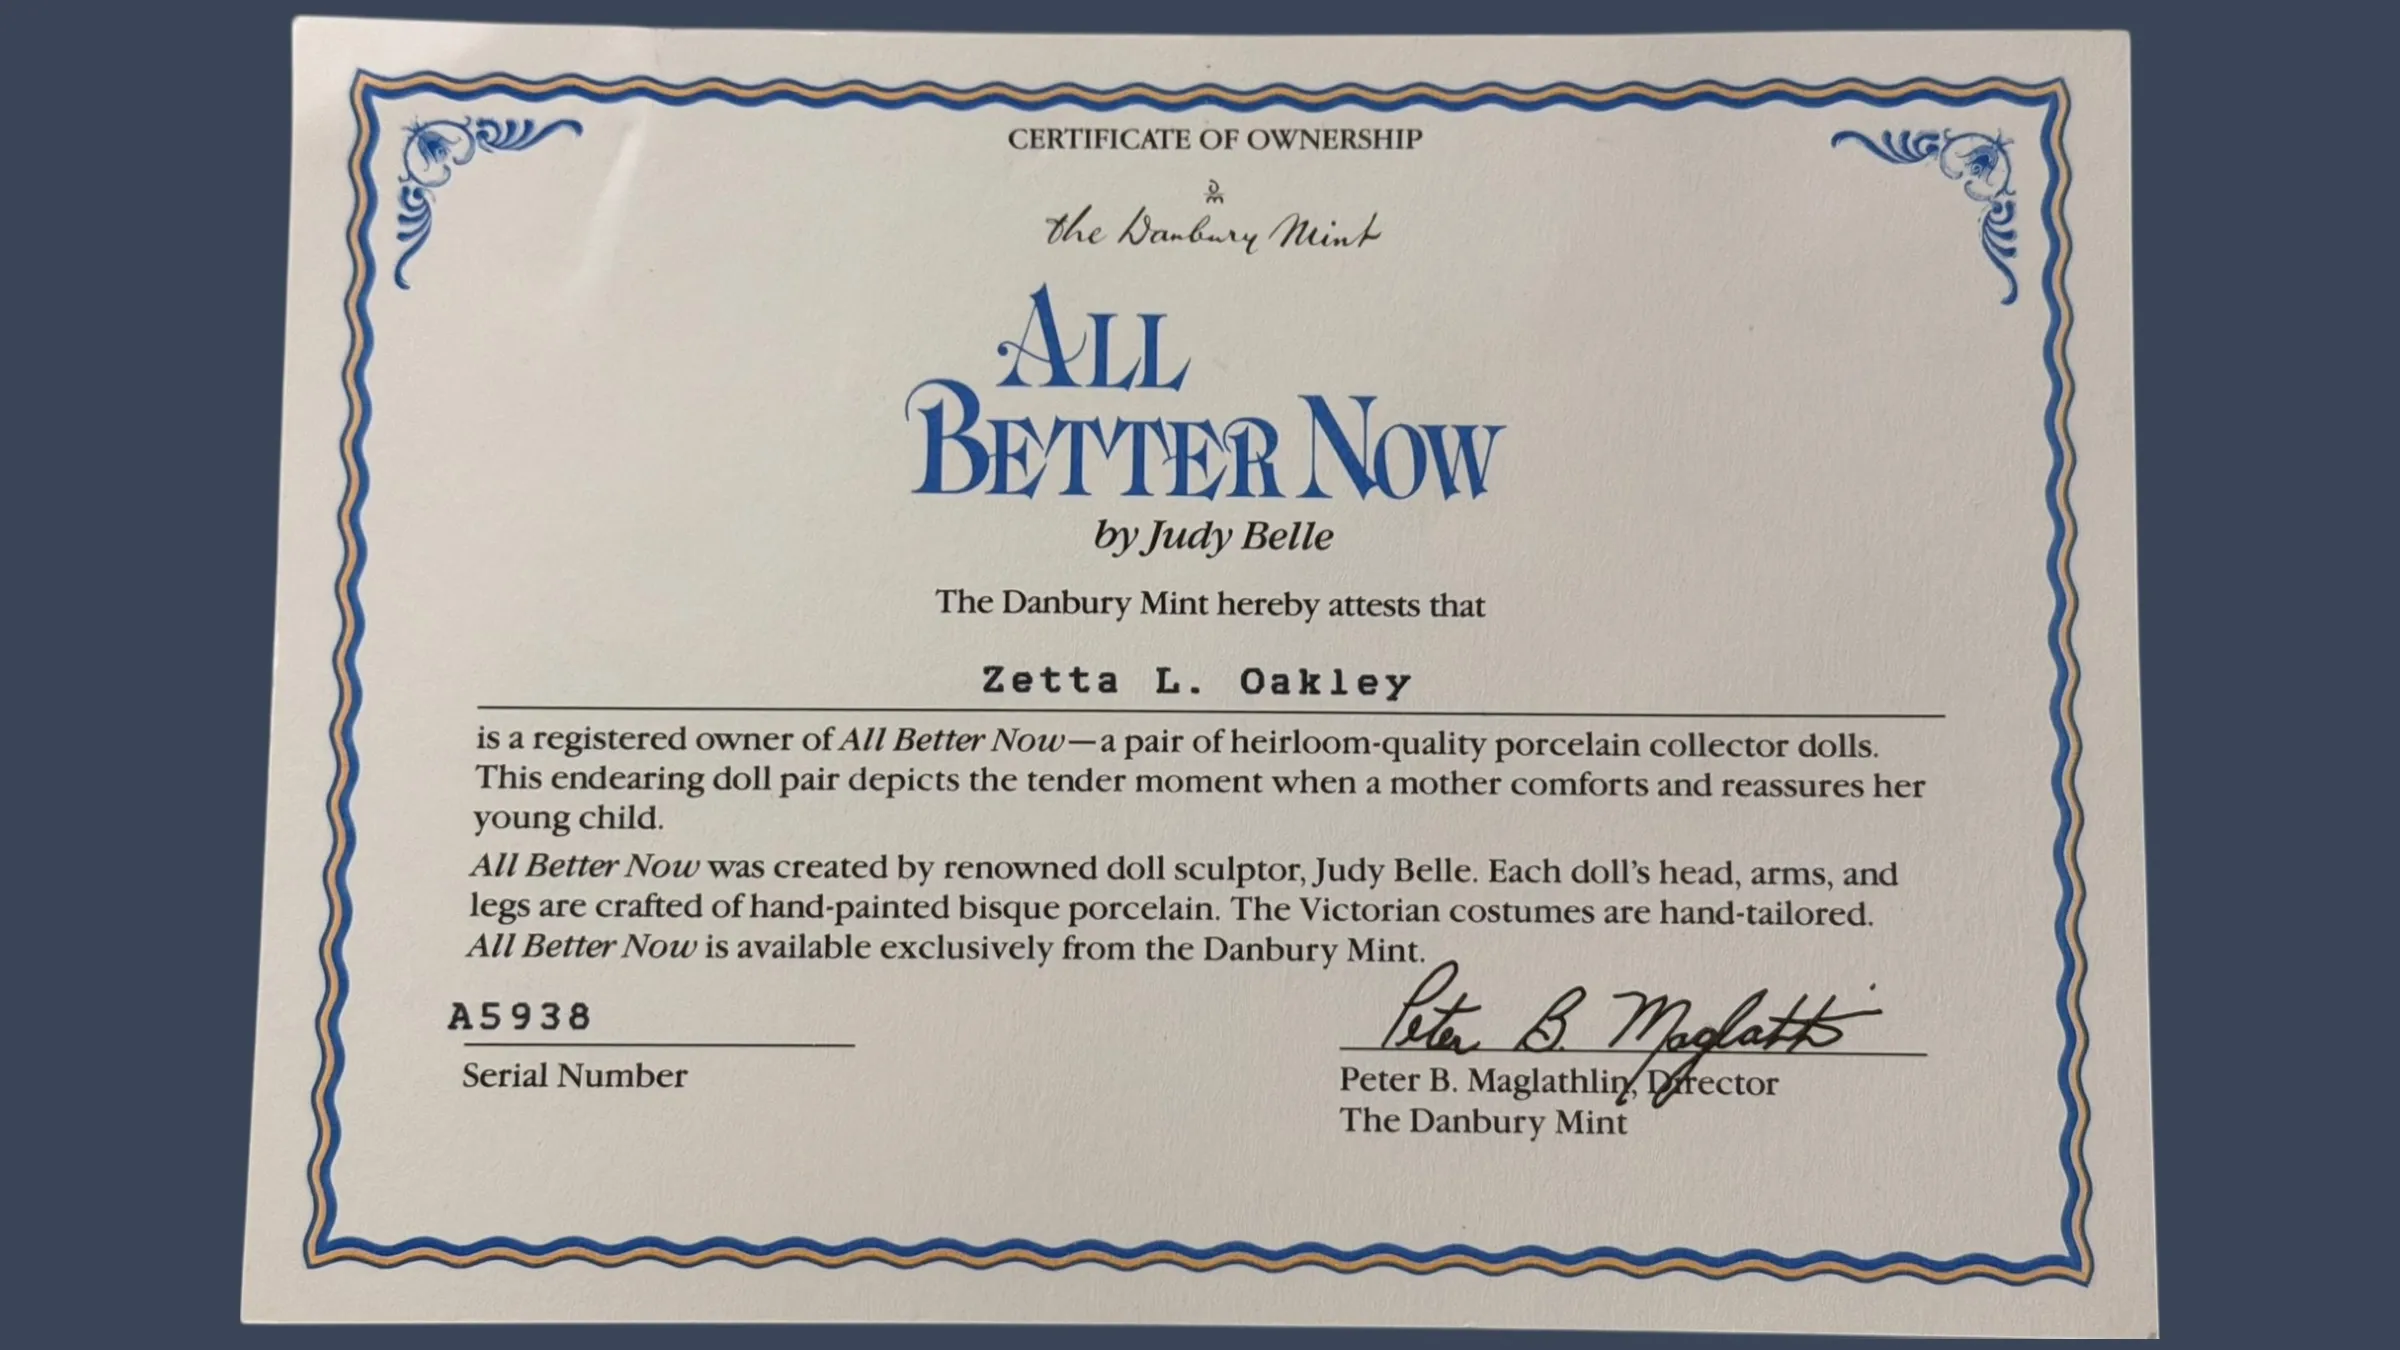 CERTIFICATE OF OWNERSHIP
the Danbury Mint
ALL
BETTER NOW
by Judy Belle
The Danbury Mint hereby attests that
Zetta L. Oakley
is a registered owner of All Better Now—a pair of heirloom-quality porcelain collector dolls.
This endearing doll pair depicts the tender moment when a mother comforts and reassures her
young child.
All Better Now was created by renowned doll sculptor, Judy Belle. Each doll's head, arms, and
legs are crafted of hand-painted bisque porcelain. The Victorian costumes are hand-tailored.
All Better Now is available exclusively from the Danbury Mint.
A5938
Serial Number
Peter B. Maglathlin
Peter B. Maglathlin, Director
The Danbury Mint